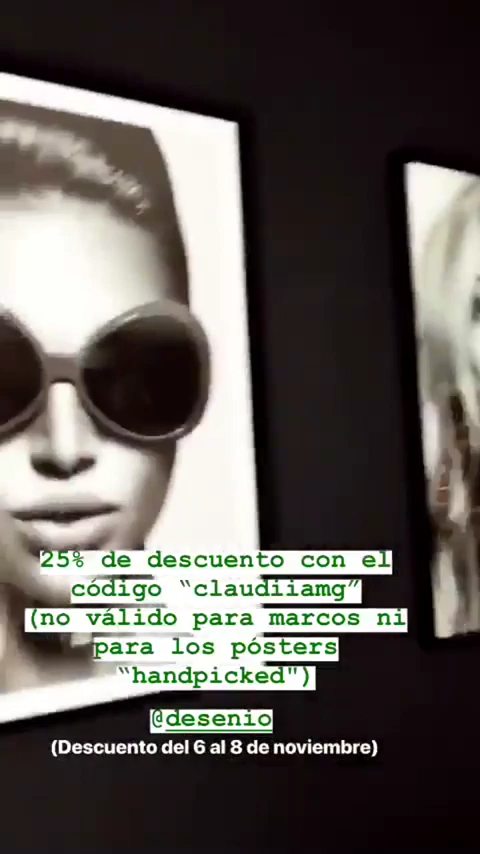 25% de descuento con el
código “claudiiamg”
(no válido para marcos ni
para los pósters
“handpicked")
@desenio
(Descuento del 6 al 8 de noviembre)